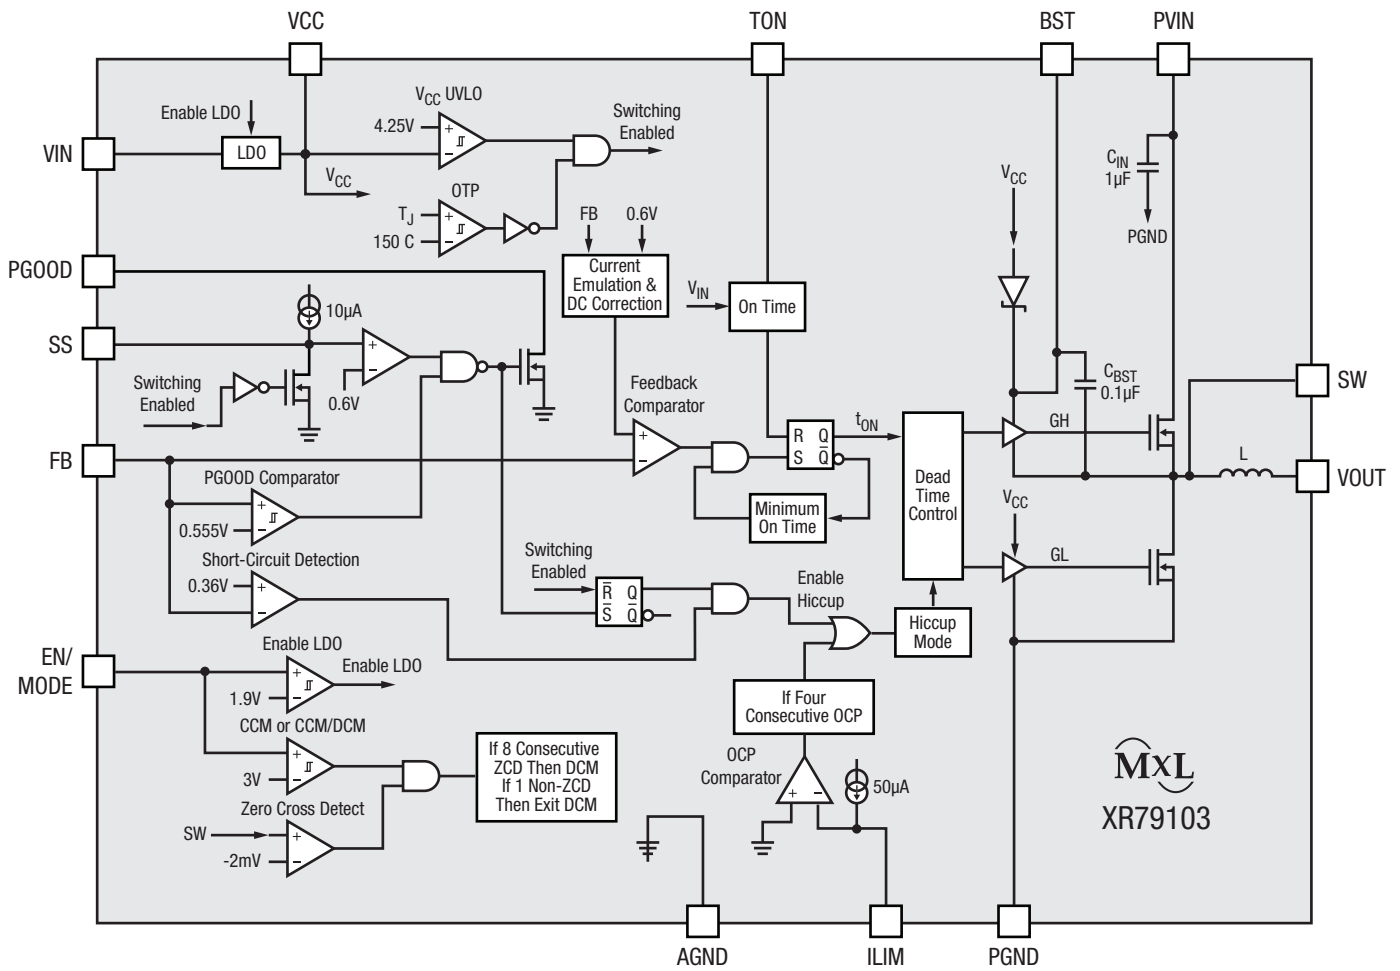 VCC
TON
BST
PVIN
VIN
Enable LDO
LDO
VCC
VCC UVLO
4.25V
+
−
Switching
Enabled
OTP
TJ
150 C
+
−
FB
0.6V
Current
Emulation &
DC Correction
VIN
On Time
VCC
CIN
1µF
PGND
PGOOD
SS
10µA
+
−
0.6V
Switching
Enabled
Feedback
Comparator
+
−
R Q
S Q̅
tON
Minimum
On Time
Dead
Time
Control
CBST
0.1µF
GH
SW
L
VOUT
VCC
GL
FB
PGOOD Comparator
+
−
0.555V
Short-Circuit Detection
0.36V
+
−
Switching
Enabled
R̅ Q
S̅ Q̅
Enable
Hiccup
Hiccup
Mode
EN/
MODE
Enable LDO
+
−
1.9V
Enable LDO
CCM or CCM/DCM
+
−
3V
Zero Cross Detect
SW
+
−
-2mV
If 8 Consecutive
ZCD Then DCM
If 1 Non-ZCD
Then Exit DCM
If Four
Consecutive OCP
OCP
Comparator
+ −
50µA
MxL
XR79103
AGND
ILIM
PGND